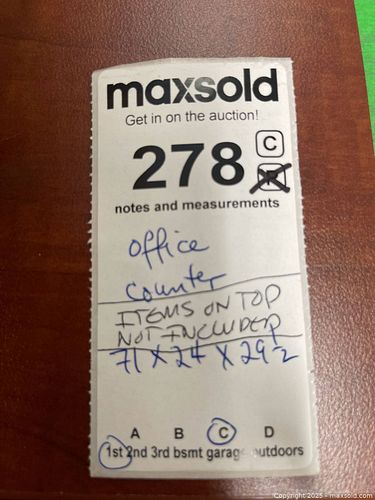 maxsold
Get in on the auction!
278 C
notes and measurements
office
counter
ITEMS ON TOP
NOT INCLUDED
71 x 24 x 29½
A B C D
1st 2nd 3rd bsmt garage outdoors
Copyright 2025 - maxsold.com